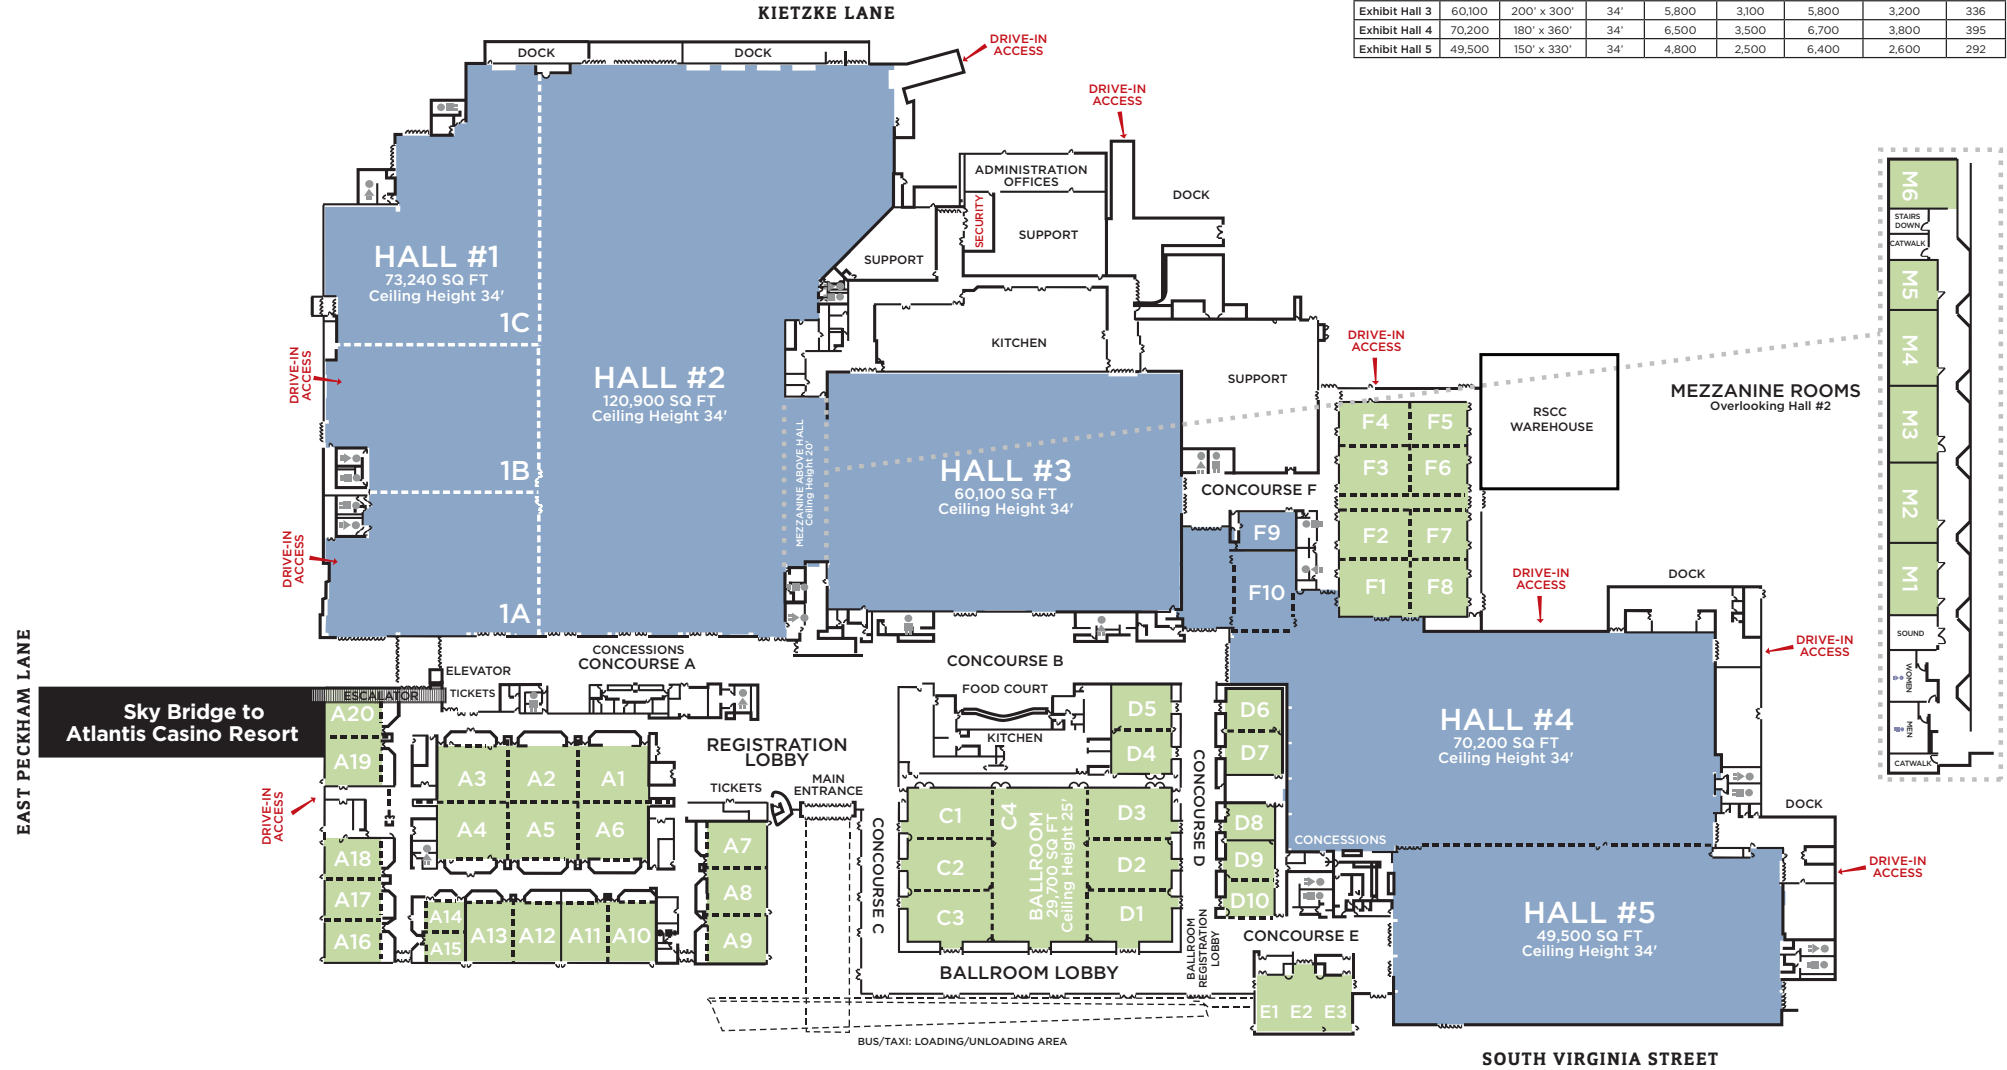 KIETZKE LANE
Exhibit Hall 3 60,100 200' x 300' 34' 5,800 3,100 5,800 3,200 336
Exhibit Hall 4 70,200 180' x 360' 34' 6,500 3,500 6,700 3,800 395
Exhibit Hall 5 49,500 150' x 330' 34' 4,800 2,500 6,400 2,600 292
DOCK
DOCK
DRIVE-IN
ACCESS
DRIVE-IN
ACCESS
ADMINISTRATION
OFFICES
SECURITY
SUPPORT
SUPPORT
DOCK
HALL #1
73,240 SQ FT
Ceiling Height 34'
1C
1B
1A
DRIVE-IN
ACCESS
DRIVE-IN
ACCESS
HALL #2
120,900 SQ FT
Ceiling Height 34'
MEZZANINE ABOVE HALL
Ceiling Height 20'
KITCHEN
SUPPORT
HALL #3
60,100 SQ FT
Ceiling Height 34'
CONCOURSE F
DRIVE-IN
ACCESS
F4
F5
F3
F6
F2
F7
F1
F8
F9
F10
RSCC
WAREHOUSE
MEZZANINE ROOMS
Overlooking Hall #2
M6
STAIRS
DOWN
CATWALK
M5
M4
M3
M2
M1
SOUND
WOMEN
MEN
CATWALK
DRIVE-IN
ACCESS
DOCK
DRIVE-IN
ACCESS
EAST PECKHAM LANE
Sky Bridge to
Atlantis Casino Resort
ESCALATOR
ELEVATOR
TICKETS
CONCESSIONS
CONCOURSE A
CONCOURSE B
FOOD COURT
KITCHEN
REGISTRATION
LOBBY
TICKETS
MAIN
ENTRANCE
DRIVE-IN
ACCESS
A20
A19
A18
A17
A16
A3
A2
A1
A4
A5
A6
A14
A15
A13
A12
A11
A10
A7
A8
A9
CONCOURSE C
C1
C2
C3
C4
BALLROOM
29,700 SQ FT
Ceiling Height 25'
D5
D4
D3
D2
D1
CONCOURSE D
D6
D7
D8
D9
D10
BALLROOM
REGISTRATION
LOBBY
BALLROOM LOBBY
HALL #4
70,200 SQ FT
Ceiling Height 34'
CONCESSIONS
DOCK
DRIVE-IN
ACCESS
HALL #5
49,500 SQ FT
Ceiling Height 34'
CONCOURSE E
E1
E2
E3
BUS/TAXI: LOADING/UNLOADING AREA
SOUTH VIRGINIA STREET